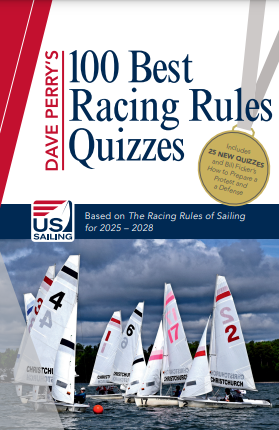 DAVE PERRY'S
100 Best
Racing Rules
Quizzes
Includes
25 NEW QUIZZES
and Bill Ficker's
How to Prepare a
Protest and
a Defense
US
SAILING
Based on The Racing Rules of Sailing
for 2025 – 2028
3
4
1
6
17
2
CHRISTCHURCH
CHRISTCHURCH
CHRISTCHURCH